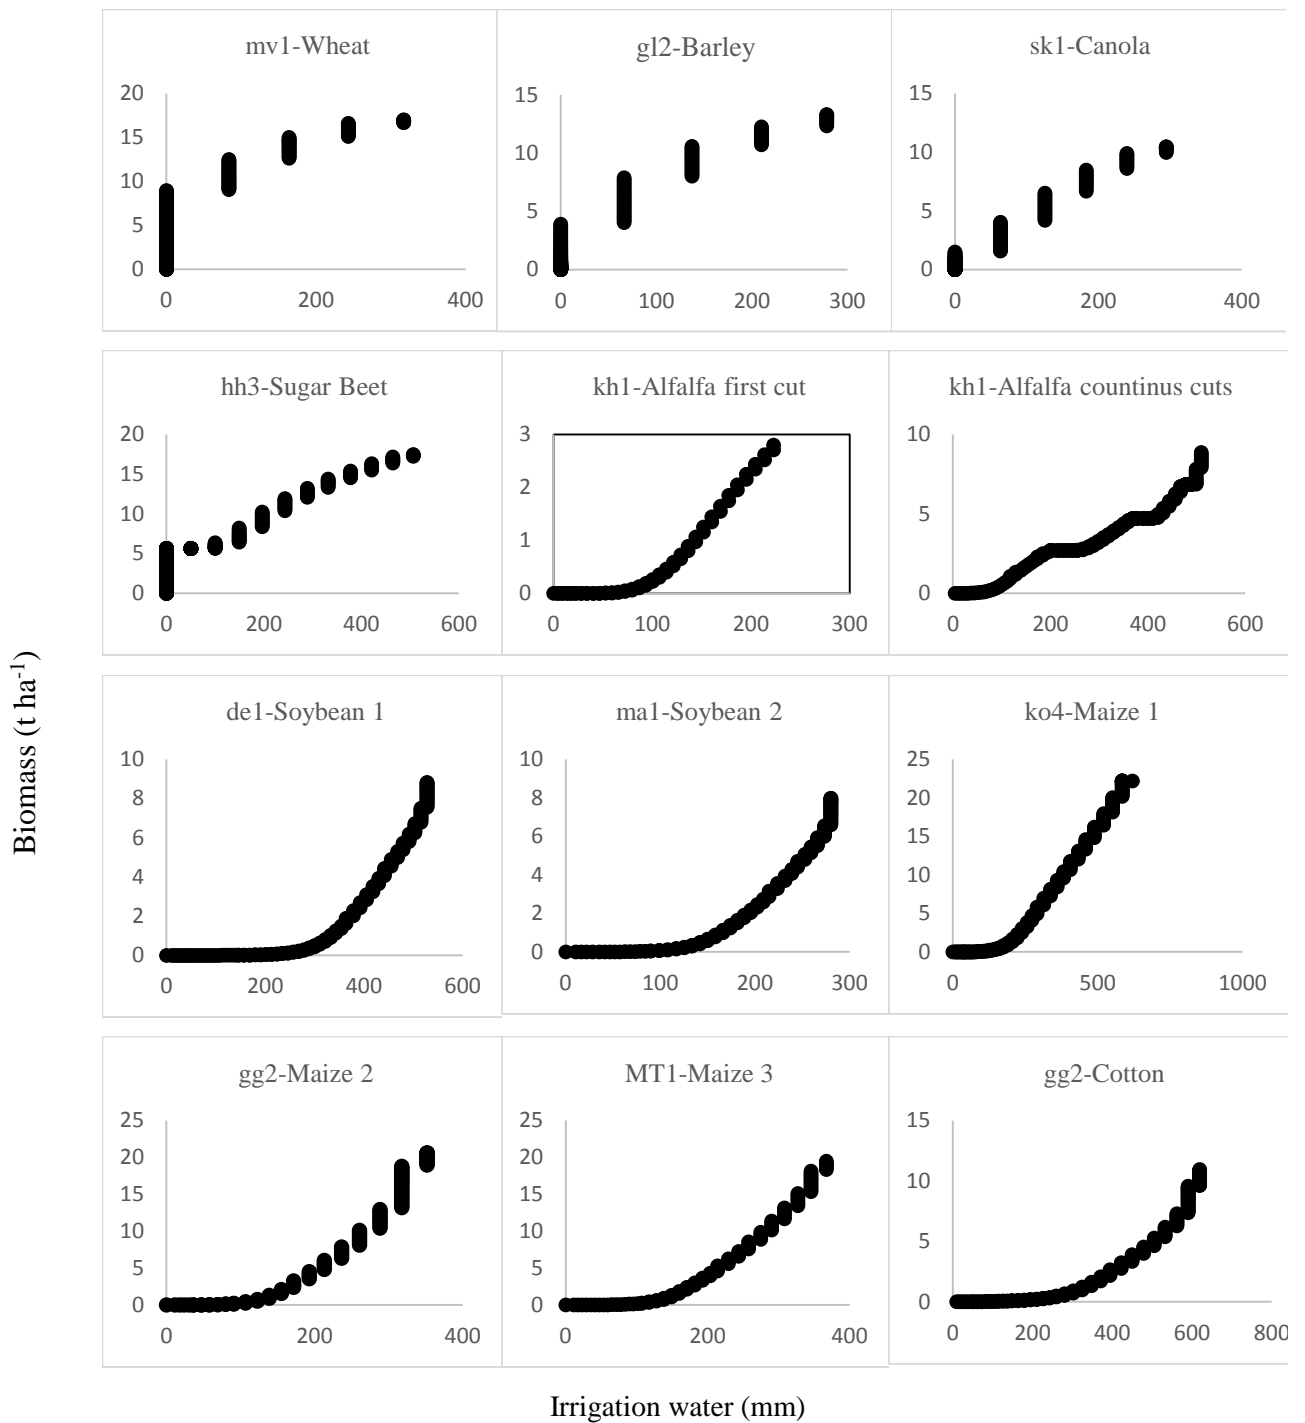 mv1-Wheat
20
15
10
5
0
0 200 400
gl2-Barley
15
10
5
0
0 100 200 300
sk1-Canola
15
10
5
0
0 200 400
hh3-Sugar Beet
20
15
10
5
0
0 200 400 600
kh1-Alfalfa first cut
3
2
1
0
0 100 200 300
kh1-Alfalfa countinus cuts
10
5
0
0 200 400 600
Biomass (t ha-1)
de1-Soybean 1
10
8
6
4
2
0
0 200 400 600
ma1-Soybean 2
10
8
6
4
2
0
0 100 200 300
ko4-Maize 1
25
20
15
10
5
0
0 500 1000
gg2-Maize 2
25
20
15
10
5
0
0 200 400
MT1-Maize 3
25
20
15
10
5
0
0 200 400
gg2-Cotton
15
10
5
0
0 200 400 600 800
Irrigation water (mm)